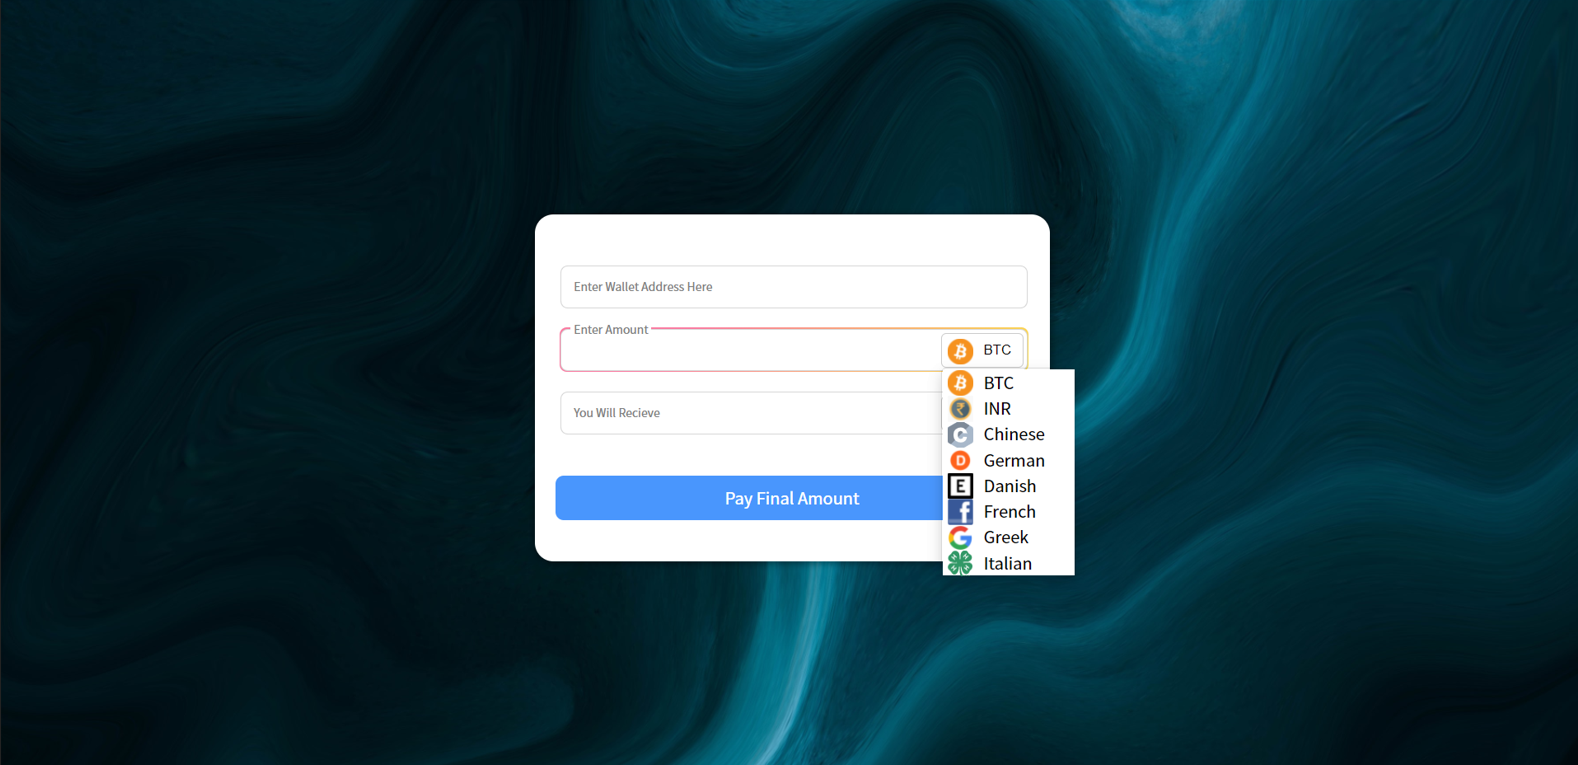 Enter Wallet Address Here
Enter Amount
BTC
You Will Recieve
Pay Final Amount
BTC
INR
Chinese
German
Danish
French
Greek
Italian